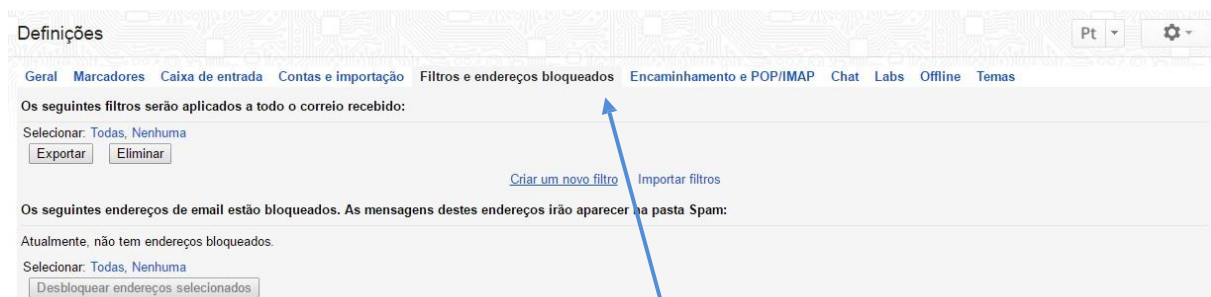 Definições
Pt
Geral Marcadores Caixa de entrada Contas e importação Filtros e endereços bloqueados Encaminhamento e POP/IMAP Chat Labs Offline Temas
Os seguintes filtros serão aplicados a todo o correio recebido:
Selecionar: Todas, Nenhuma
Exportar Eliminar
Criar um novo filtro Importar filtros
Os seguintes endereços de email estão bloqueados. As mensagens destes endereços irão aparecer na pasta Spam:
Atualmente, não tem endereços bloqueados.
Selecionar: Todas, Nenhuma
Desbloquear endereços selecionados